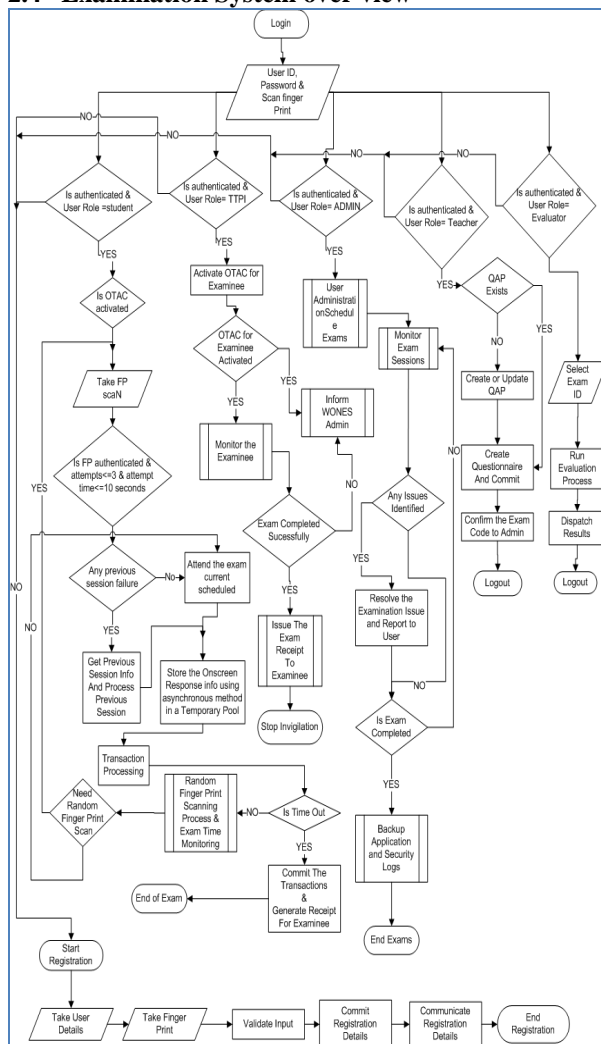 2.4 Examination System over view
Login
User ID,
Password &
Scan finger
Print
NO
NO
NO
NO
NO
Is authenticated &
User Role =student
Is authenticated &
User Role= TTPI
Is authenticated &
User Role= ADMIN
Is authenticated &
User Role= Teacher
Is authenticated &
User Role=
Evaluator
YES
YES
YES
YES
Is OTAC
activated
Activate OTAC for
Examinee
User
Administrati
onSchedul
e
Exams
Monitor
Exam
Sessions
QAP
Exists
YES
NO
Take FP
scaN
OTAC for
Examinee
Activated
YES
YES
Inform
WONES
Admin
Create or Update
QAP
Select
Exam
ID
NO
YES
Is FP authenticated &
attempts<=3 & attempt
time<=10 seconds
Monitor the
Examinee
Create
Questionnaire
And Commit
Run
Evaluation
Process
NO
Any Issues
Identified
Exam Completed
Sucessfully
Confirm the Exam
Code to Admin
Dispatch
Results
NO
NO
Any previous
session failure
No
Attend the exam
current
scheduled
YES
YES
YES
Logout
Logout
Get Previous
Session Info
And Process
Previous
Session
Store the Onscreen
Response info using
asynchronous method
in a Temporary Pool
Issue The
Exam
Receipt
To
Examinee
Resolve the
Examination Issue
and Report to
User
NO
Stop Invigilation
Is Exam
Completed
Transaction
Processing
YES
Need
Random
Finger Print
Scan
Random
Finger Print
Scanning
Process &
Exam Time
Monitoring
NO
Is Time Out
YES
Backup
Application
and Security
Logs
End of Exam
Commit The
Transactions
&
Generate Receipt
For Examinee
End Exams
Start
Registration
Take User
Details
Take Finger
Print
Validate Input
Commit
Registration
Details
Communicate
Registration
Details
End
Registration